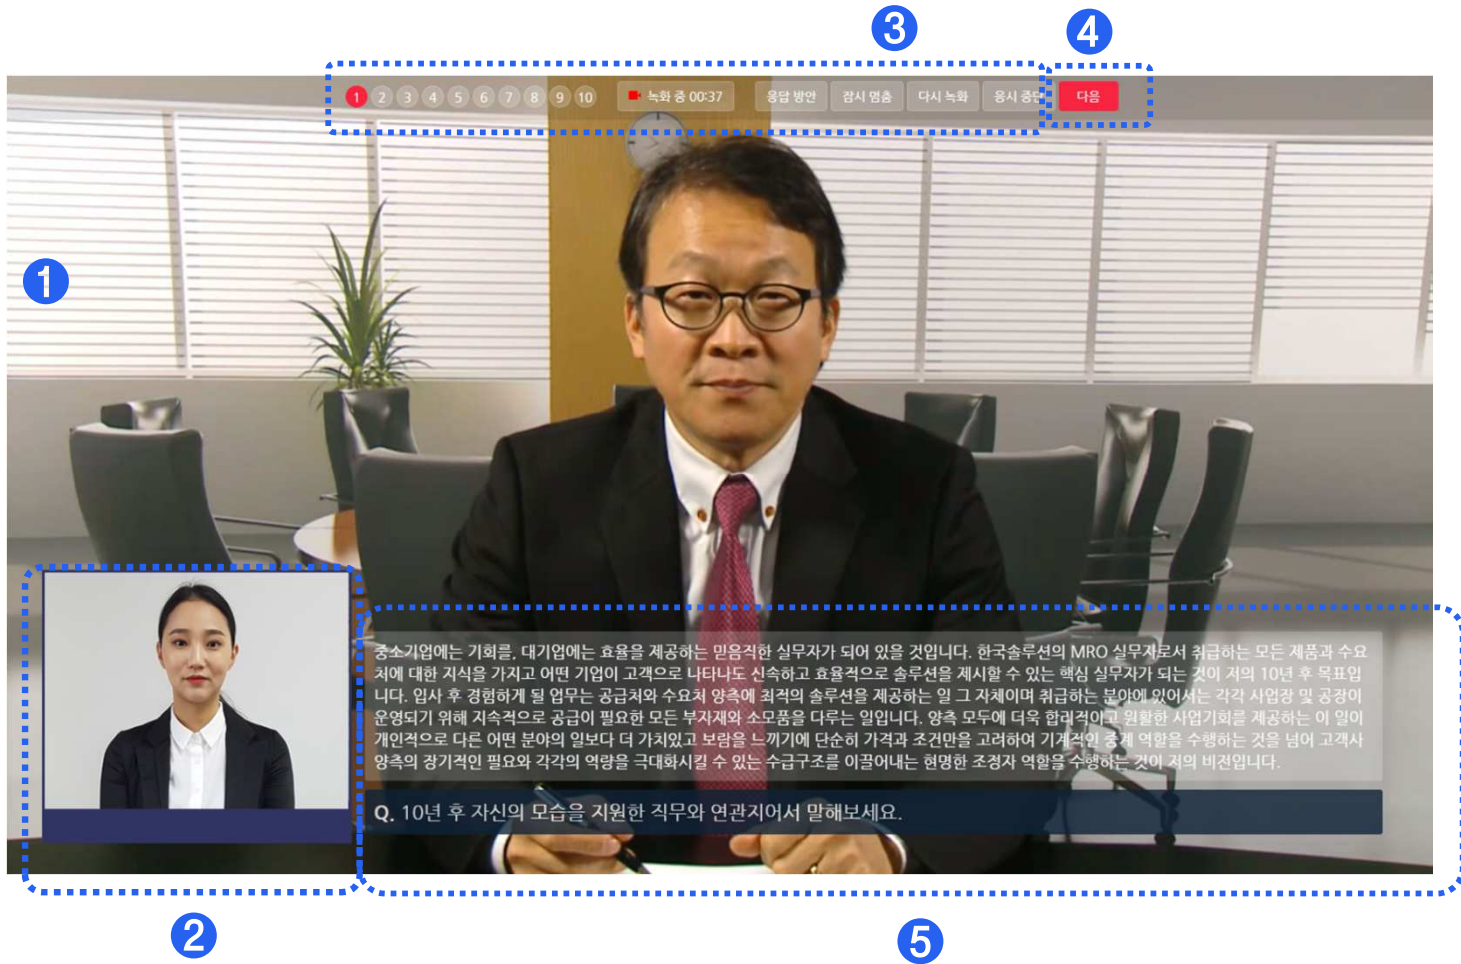 3
4
1 2 3 4 5 6 7 8 9 10 녹화 중 00:37 응답 방안 잠시 멈춤 다시 녹화 응시 중단 다음
1
중소기업에는 기회를, 대기업에는 효율을 제공하는 믿음직한 실무자가 되어 있을 것입니다. 한국솔루션의 MRO 실무자로서 취급하는 모든 제품과 수요
처에 대한 지식을 가지고 어떤 기업이 고객으로 나타나도 신속하고 효율적으로 솔루션을 제시할 수 있는 핵심 실무자가 되는 것이 저의 10년 후 목표입
니다. 입사 후 경험하게 될 업무는 공급처와 수요처 양측에 최적의 솔루션을 제공하는 일 그 자체이며 취급하는 분야에 있어서는 각각 사업장 및 공장이
운영되기 위해 지속적으로 공급이 필요한 모든 부자재와 소모품을 다루는 일입니다. 양측 모두에 더욱 합리적이고 원활한 사업기회를 제공하는 이 일이
개인적으로 다른 어떤 분야의 일보다 더 가치있고 보람을 느끼기에 단순히 가격과 조건만을 고려하여 기계적인 중계 역할을 수행하는 것을 넘어 고객사
양측의 장기적인 필요와 각각의 역량을 극대화시킬 수 있는 수급구조를 이끌어내는 현명한 조정자 역할을 수행하는 것이 저의 비전입니다.
Q. 10년 후 자신의 모습을 지원한 직무와 연관지어서 말해보세요.
2
5